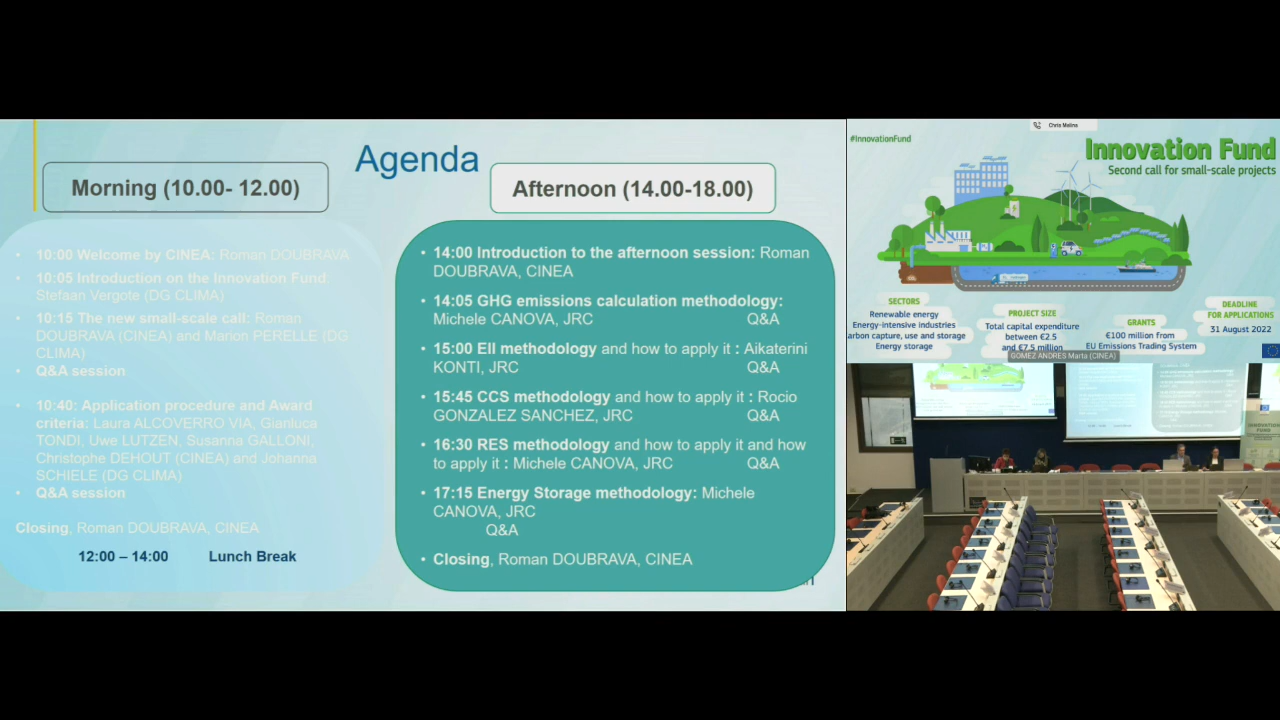 Agenda
Morning (10.00- 12.00)
• 10:00 Welcome by CINEA: Roman DOUBRAVA
• 10:05 Introduction on the Innovation Fund,
Stefaan Vergote (DG CLIMA)
• 10:15 The new small-scale call: Roman
DOUBRAVA (CINEA) and Marion PERELLE (DG
CLIMA)
• Q&A session
• 10:40: Application procedure and Award
criteria: Laura ALCOVERRO VIA, Gianluca
TONDI, Uwe LUTZEN, Susanna GALLONI,
Christophe DEHOUT (CINEA) and Johanna
SCHIELE (DG CLIMA)
• Q&A session
Closing, Roman DOUBRAVA, CINEA
12:00 – 14:00 Lunch Break
Afternoon (14.00-18.00)
• 14:00 Introduction to the afternoon session: Roman
DOUBRAVA, CINEA
• 14:05 GHG emissions calculation methodology:
Michele CANOVA, JRC Q&A
• 15:00 EII methodology and how to apply it : Aikaterini
KONTI, JRC Q&A
• 15:45 CCS methodology and how to apply it : Rocio
GONZALEZ SANCHEZ, JRC Q&A
• 16:30 RES methodology and how to apply it and how
to apply it : Michele CANOVA, JRC Q&A
• 17:15 Energy Storage methodology: Michele
CANOVA, JRC
Q&A
• Closing, Roman DOUBRAVA, CINEA
Chris Melins
#InnovationFund
Innovation Fund
Second call for small-scale projects
SECTORS
Renewable energy
Energy-intensive industries
arbon capture, use and storage
Energy storage
PROJECT SIZE
Total capital expenditure
between €2.5
and €7.5 million
GRANTS
€100 million from
EU Emissions Trading System
DEADLINE
FOR APPLICATIONS
31 August 2022
GOMEZ ANDRES Marta (CINEA)
INNOVATION
FUND